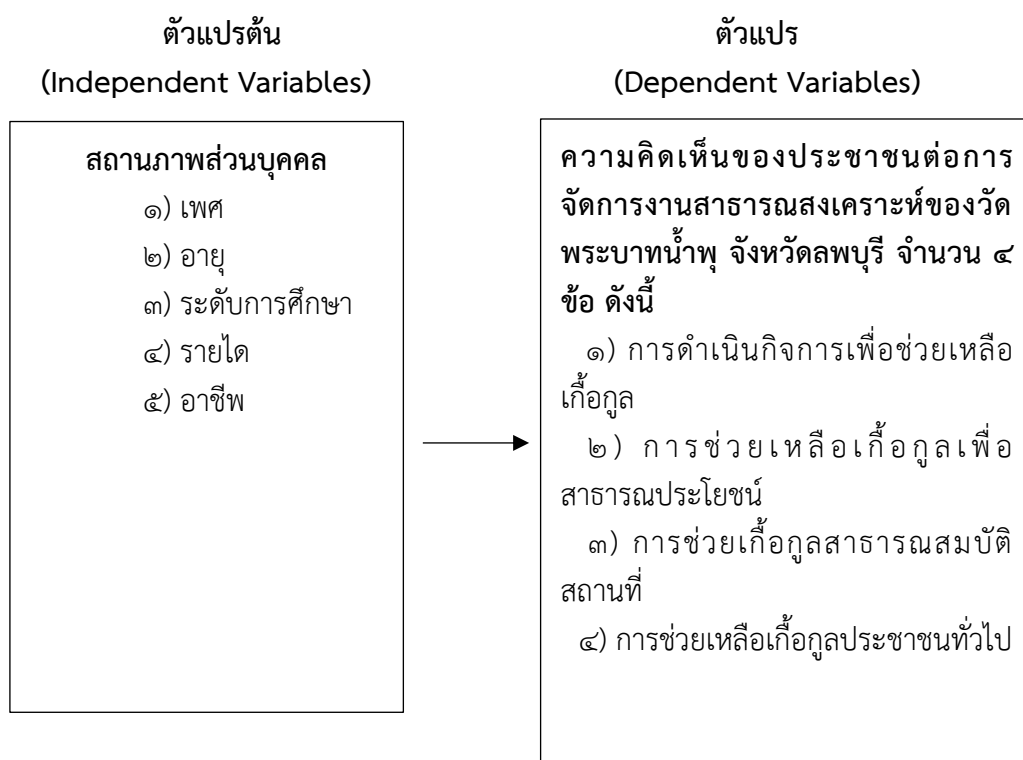 ตัวแปรต้น
(Independent Variables)
สถานภาพส่วนบุคคล
๑) เพศ
๒) อายุ
๓) ระดับการศึกษา
๔) รายได
๕) อาชีพ
ตัวแปร
(Dependent Variables)
ความคิดเห็นของประชาชนต่อการ
จัดการงานสาธารณสงเคราะห์ของวัด
พระบาทน้ำพุ จังหวัดลพบุรี จำนวน ๔
ข้อ ดังนี้
๑) การดำเนินกิจการเพื่อช่วยเหลือ
เกื้อกูล
๒) การช่วยเหลือเกื้อกูลเพื่อ
สาธารณประโยชน์
๓) การช่วยเกื้อกูลสาธารณสมบัติ
สถานที่
๔) การช่วยเหลือเกื้อกูลประชาชนทั่วไป